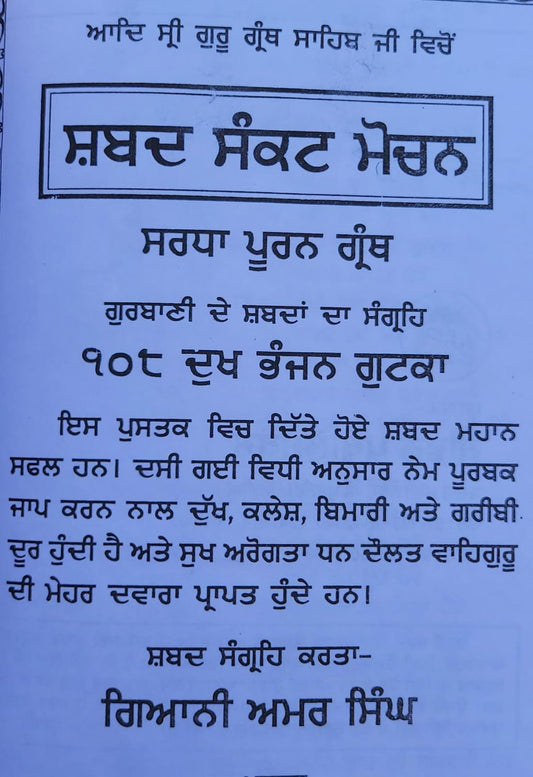 ਆਦਿ ਸ੍ਰੀ ਗੁਰੂ ਗ੍ਰੰਥ ਸਾਹਿਬ ਜੀ ਵਿਚੋਂ
ਸ਼ਬਦ ਸੰਕਟ ਮੋਚਨ
ਸਰਧਾ ਪੂਰਨ ਗ੍ਰੰਥ
ਗੁਰਬਾਣੀ ਦੇ ਸ਼ਬਦਾਂ ਦਾ ਸੰਗ੍ਰਹਿ
੧੦੮ ਦੁਖ ਭੰਜਨ ਗੁਟਕਾ
ਇਸ ਪੁਸਤਕ ਵਿਚ ਦਿੱਤੇ ਹੋਏ ਸ਼ਬਦ ਮਹਾਨ
ਸਫਲ ਹਨ। ਦਸੀ ਗਈ ਵਿਧੀ ਅਨੁਸਾਰ ਨੇਮ ਪੂਰਬਕ
ਜਾਪ ਕਰਨ ਨਾਲ ਦੁੱਖ, ਕਲੇਸ਼, ਬਿਮਾਰੀ ਅਤੇ ਗਰੀਬੀ
ਦੂਰ ਹੁੰਦੀ ਹੈ ਅਤੇ ਸੁਖ ਅਰੋਗਤਾ ਧਨ ਦੌਲਤ ਵਾਹਿਗੁਰੂ
ਦੀ ਮੇਹਰ ਦਵਾਰਾ ਪ੍ਰਾਪਤ ਹੁੰਦੇ ਹਨ।
ਸ਼ਬਦ ਸੰਗ੍ਰਹਿ ਕਰਤਾ–
ਗਿਆਨੀ ਅਮਰ ਸਿੰਘ